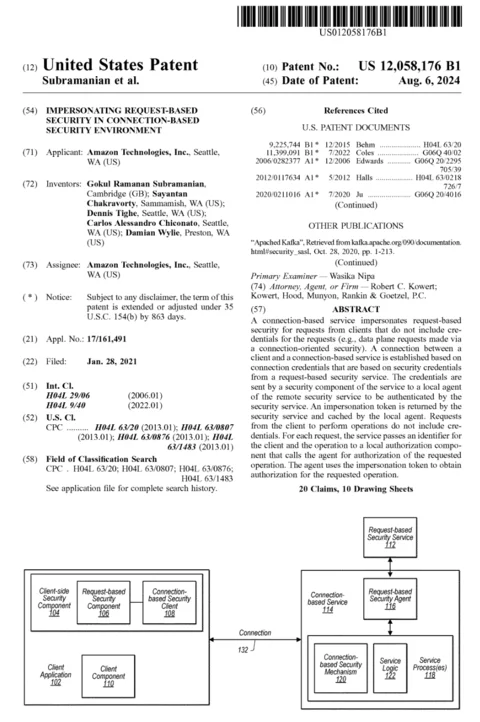 US012058176B1
(12) United States Patent
Subramanian et al.
(10) Patent No.: US 12,058,176 B1
(45) Date of Patent: Aug. 6, 2024
(54) IMPERSONATING REQUEST-BASED
SECURITY IN CONNECTION-BASED
SECURITY ENVIRONMENT
(71) Applicant: Amazon Technologies, Inc., Seattle,
WA (US)
(72) Inventors: Gokul Ramanan Subramanian,
Cambridge (GB); Sayantan
Chakravorty, Sammamish, WA (US);
Dennis Tighe, Seattle, WA (US);
Carlos Alessandro Chiconato, Seattle,
WA (US); Damian Wylie, Preston, WA
(US)
(73) Assignee: Amazon Technologies, Inc., Seattle,
WA (US)
( * ) Notice: Subject to any disclaimer, the term of this
patent is extended or adjusted under 35
U.S.C. 154(b) by 863 days.
(21) Appl. No.: 17/161,491
(22) Filed: Jan. 28, 2021
(51) Int. Cl.
H04L 29/06 (2006.01)
H04L 9/40 (2022.01)
(52) U.S. Cl.
CPC .......... H04L 63/20 (2013.01); H04L 63/0807
(2013.01); H04L 63/0876 (2013.01); H04L
63/1483 (2013.01)
(58) Field of Classification Search
CPC . H04L 63/20; H04L 63/0807; H04L 63/0876;
H04L 63/1483
See application file for complete search history.
(56) References Cited
U.S. PATENT DOCUMENTS
9,225,744 B1 * 12/2015 Behm .................. H04L 63/20
11,399,091 B1 * 7/2022 Coles .................. G06Q 40/02
2006/0282377 A1 * 12/2006 Edwards ............ G06Q 20/2295
705/39
2012/0117634 A1 * 5/2012 Halls ................ H04L 63/0218
726/7
2020/0211016 A1 * 7/2020 Ju .................. G06Q 20/4016
(Continued)
OTHER PUBLICATIONS
“Apached Kafka”, Retrieved from kafka.apache.org/090/documentation.
html#security_sasl, Oct. 28, 2020, pp. 1-213.
(Continued)
Primary Examiner — Wasika Nipa
(74) Attorney, Agent, or Firm — Robert C. Kowert;
Kowert, Hood, Munyon, Rankin & Goetzel, P.C.
(57) ABSTRACT
A connection-based service impersonates request-based
security for requests from clients that do not include cre-
dentials for the requests (e.g., data plane requests made via
a connection-oriented security). A connection between a
client and a connection-based service is established based on
connection credentials that are based on security credentials
from a request-based security service. The credentials are
sent by a security component of the service to a local agent
of the remote security service to be authenticated by the
security service. An impersonation token is returned by the
security service and cached by the local agent. Requests
from the client to perform operations do not include cre-
dentials. For each request, the service passes an identifier for
the client and the operation to a local authorization compo-
nent that calls the agent for authorization of the requested
operation. The agent uses the impersonation token to obtain
authorization for the requested operation.
20 Claims, 10 Drawing Sheets
Client-side
Security
Component
104
Request-based
Security
Component
106
Connection-
based Security
Client
108
Client
Application
102
Client
Component
110
Connection
132
Request-based
Security Service
112
Connection-
based Service
114
Request-based
Security Agent
116
Connection-
based Security
Mechanism
120
Service
Logic
122
Service
Process(es)
118